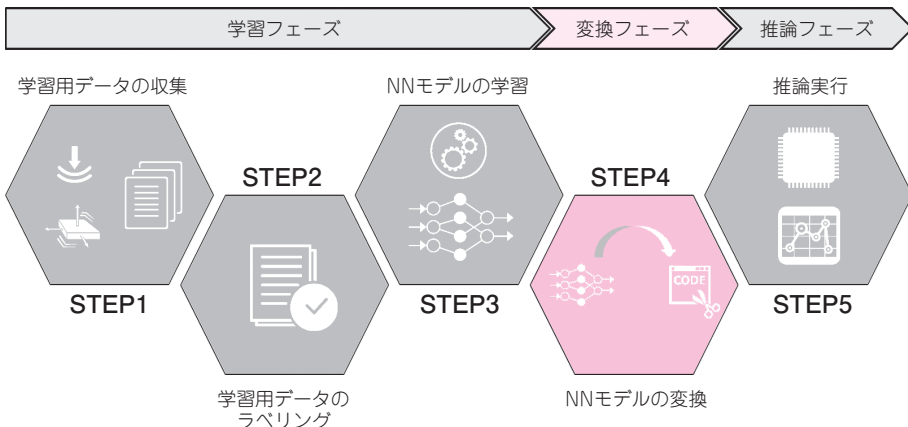 学習フェーズ
変換フェーズ
推論フェーズ
学習用データの収集
STEP1
STEP2
学習用データの
ラベリング
NNモデルの学習
STEP3
STEP4
CODE
NNモデルの変換
推論実行
STEP5